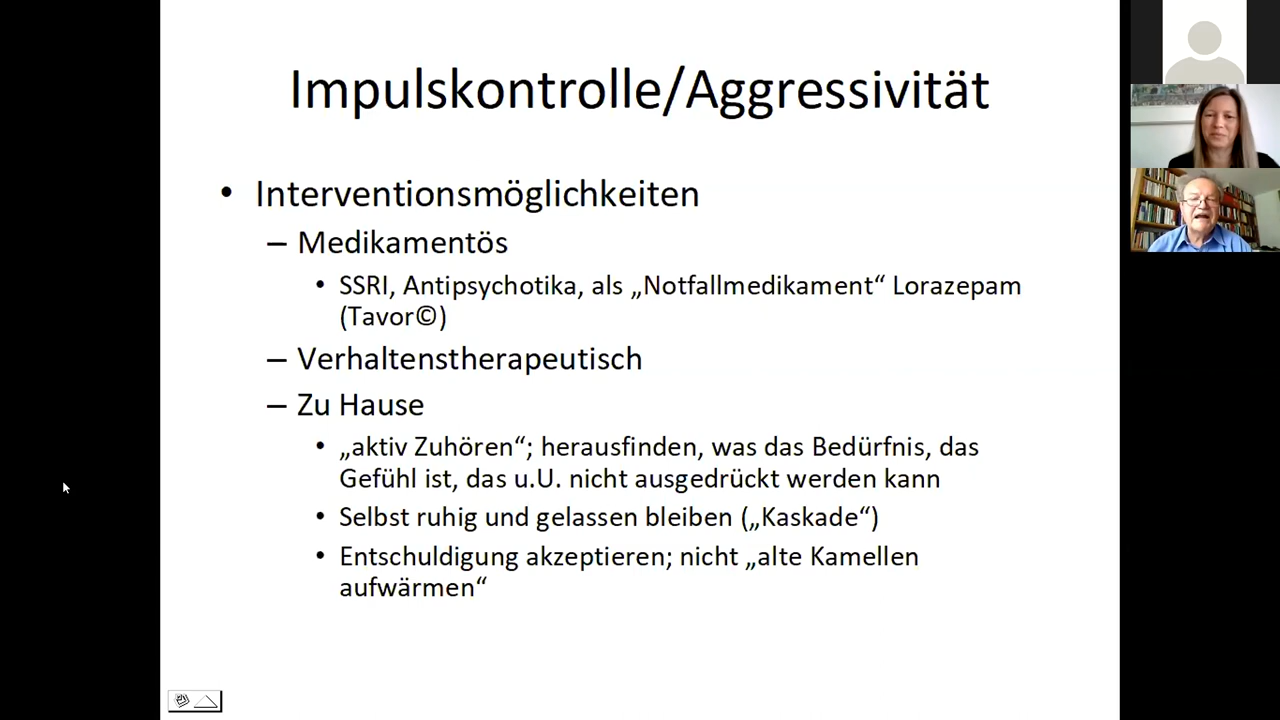 Impulskontrolle/Aggressivität
• Interventionsmöglichkeiten
– Medikamentös
• SSRI, Antipsychotika, als „Notfallmedikament“ Lorazepam
(Tavor©)
– Verhaltenstherapeutisch
– Zu Hause
• „aktiv Zuhören“; herausfinden, was das Bedürfnis, das
Gefühl ist, das u.U. nicht ausgedrückt werden kann
• Selbst ruhig und gelassen bleiben („Kaskade“)
• Entschuldigung akzeptieren; nicht „alte Kamellen
aufwärmen“